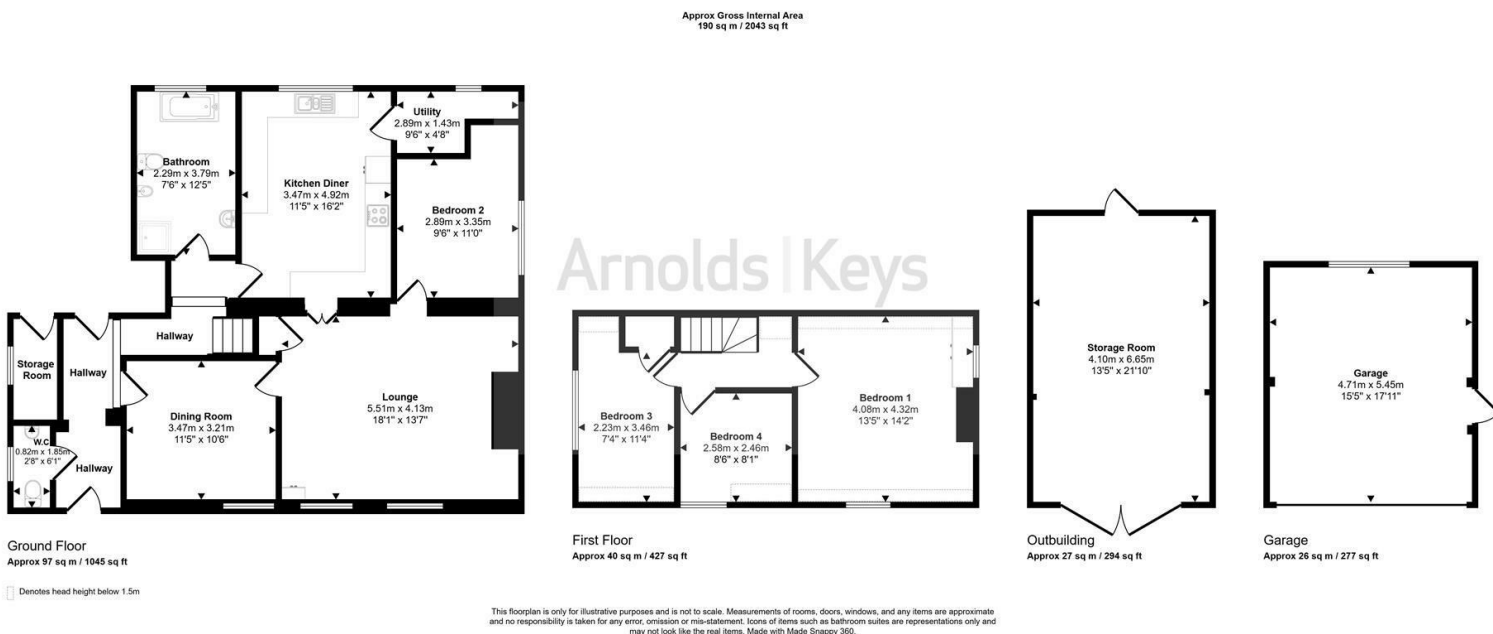 Approx Gross Internal Area
190 sq m / 2043 sq ft
Utility
2.89m x 1.43m
9'6" x 4'8"
Bathroom
2.29m x 3.79m
7'6" x 12'5"
Kitchen Diner
3.47m x 4.92m
11'5" x 16'2"
Bedroom 2
2.89m x 3.35m
9'6" x 11'0"
Hallway
Storage
Room
Hallway
Dining Room
3.47m x 3.21m
11'5" x 10'6"
Lounge
5.51m x 4.13m
18'1" x 13'7"
W.C
0.82m x 1.85m
2'8" x 6'1"
Hallway
Ground Floor
Approx 97 sq m / 1045 sq ft
Denotes head height below 1.5m
Arnolds | Keys
Bedroom 3
2.23m x 3.46m
7'4" x 11'4"
Bedroom 4
2.58m x 2.46m
8'6" x 8'1"
Bedroom 1
4.08m x 4.32m
13'5" x 14'2"
First Floor
Approx 40 sq m / 427 sq ft
Storage Room
4.10m x 6.65m
13'5" x 21'10"
Outbuilding
Approx 27 sq m / 294 sq ft
Garage
4.71m x 5.45m
15'5" x 17'11"
Garage
Approx 26 sq m / 277 sq ft
This floorplan is only for illustrative purposes and is not to scale. Measurements of rooms, doors, windows, and any items are approximate
and no responsibility is taken for any error, omission or mis-statement. Icons of items such as bathroom suites are representations only and
may not look like the real items. Made with Made Snappy 360.